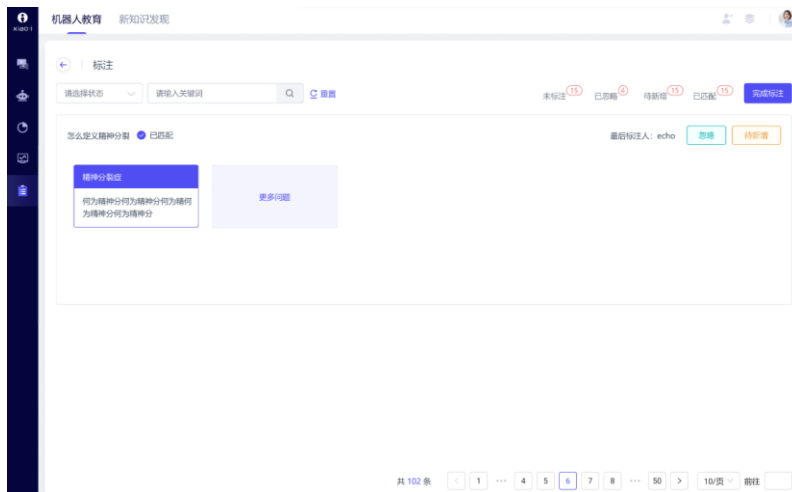 xiao·i
机器人教育 新知识发现
标注
请选择状态 请输入关键词 重置 未标注 15 已忽略 4 待新增 15 已匹配 15 完成标注
怎么定义精神分裂 已匹配 最后标注人：echo 忽略 待新增
精神分裂症
何为精神分何为精神分何为精何
为精神分何为精神分
更多问题
共 102 条 < 1 ··· 4 5 6 7 8 ··· 50 > 10/页 前往